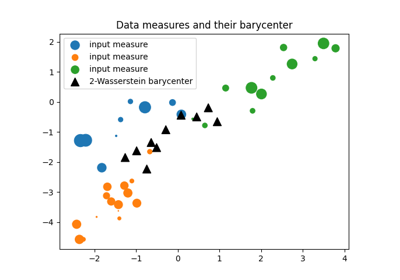 Data measures and their barycenter
input measure
input measure
input measure
2-Wasserstein barycenter
2
1
0
−1
−2
−3
−4
−2
−1
0
1
2
3
4